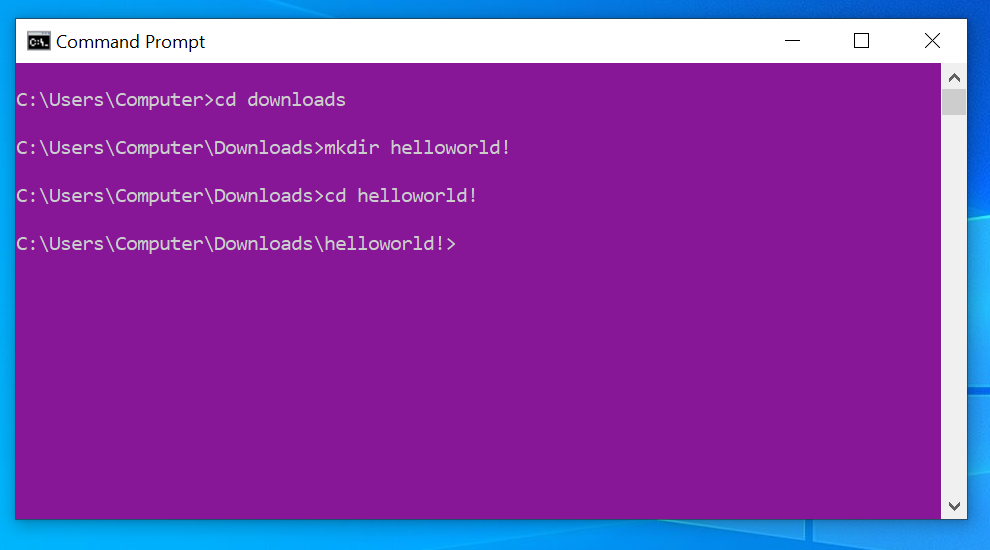 Command Prompt
C:\Users\Computer>cd downloads
C:\Users\Computer\Downloads>mkdir helloworld!
C:\Users\Computer\Downloads>cd helloworld!
C:\Users\Computer\Downloads\helloworld!>